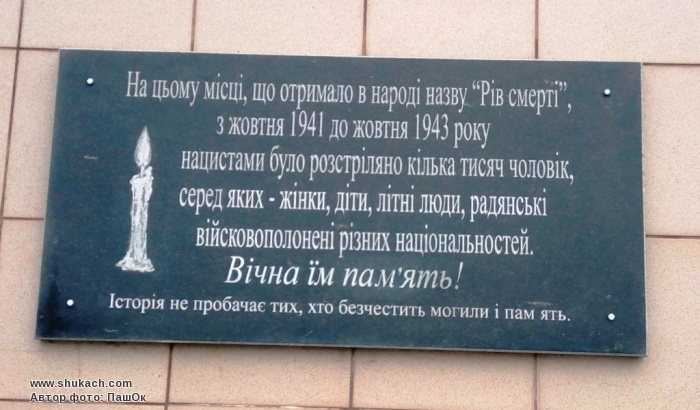 На цьому місці, що отримало в народі назву “Рів смерті”,
з жовтня 1941 до жовтня 1943 року
нацистами було розстріляно кілька тисяч чоловік,
серед яких - жінки, діти, літні люди, радянські
військовополонені різних національностей.
Вічна їм пам'ять!
Історія не пробачає тих, хто безчестить могили і пам ять.
www.shukach.com
Автор фото: ПашОк